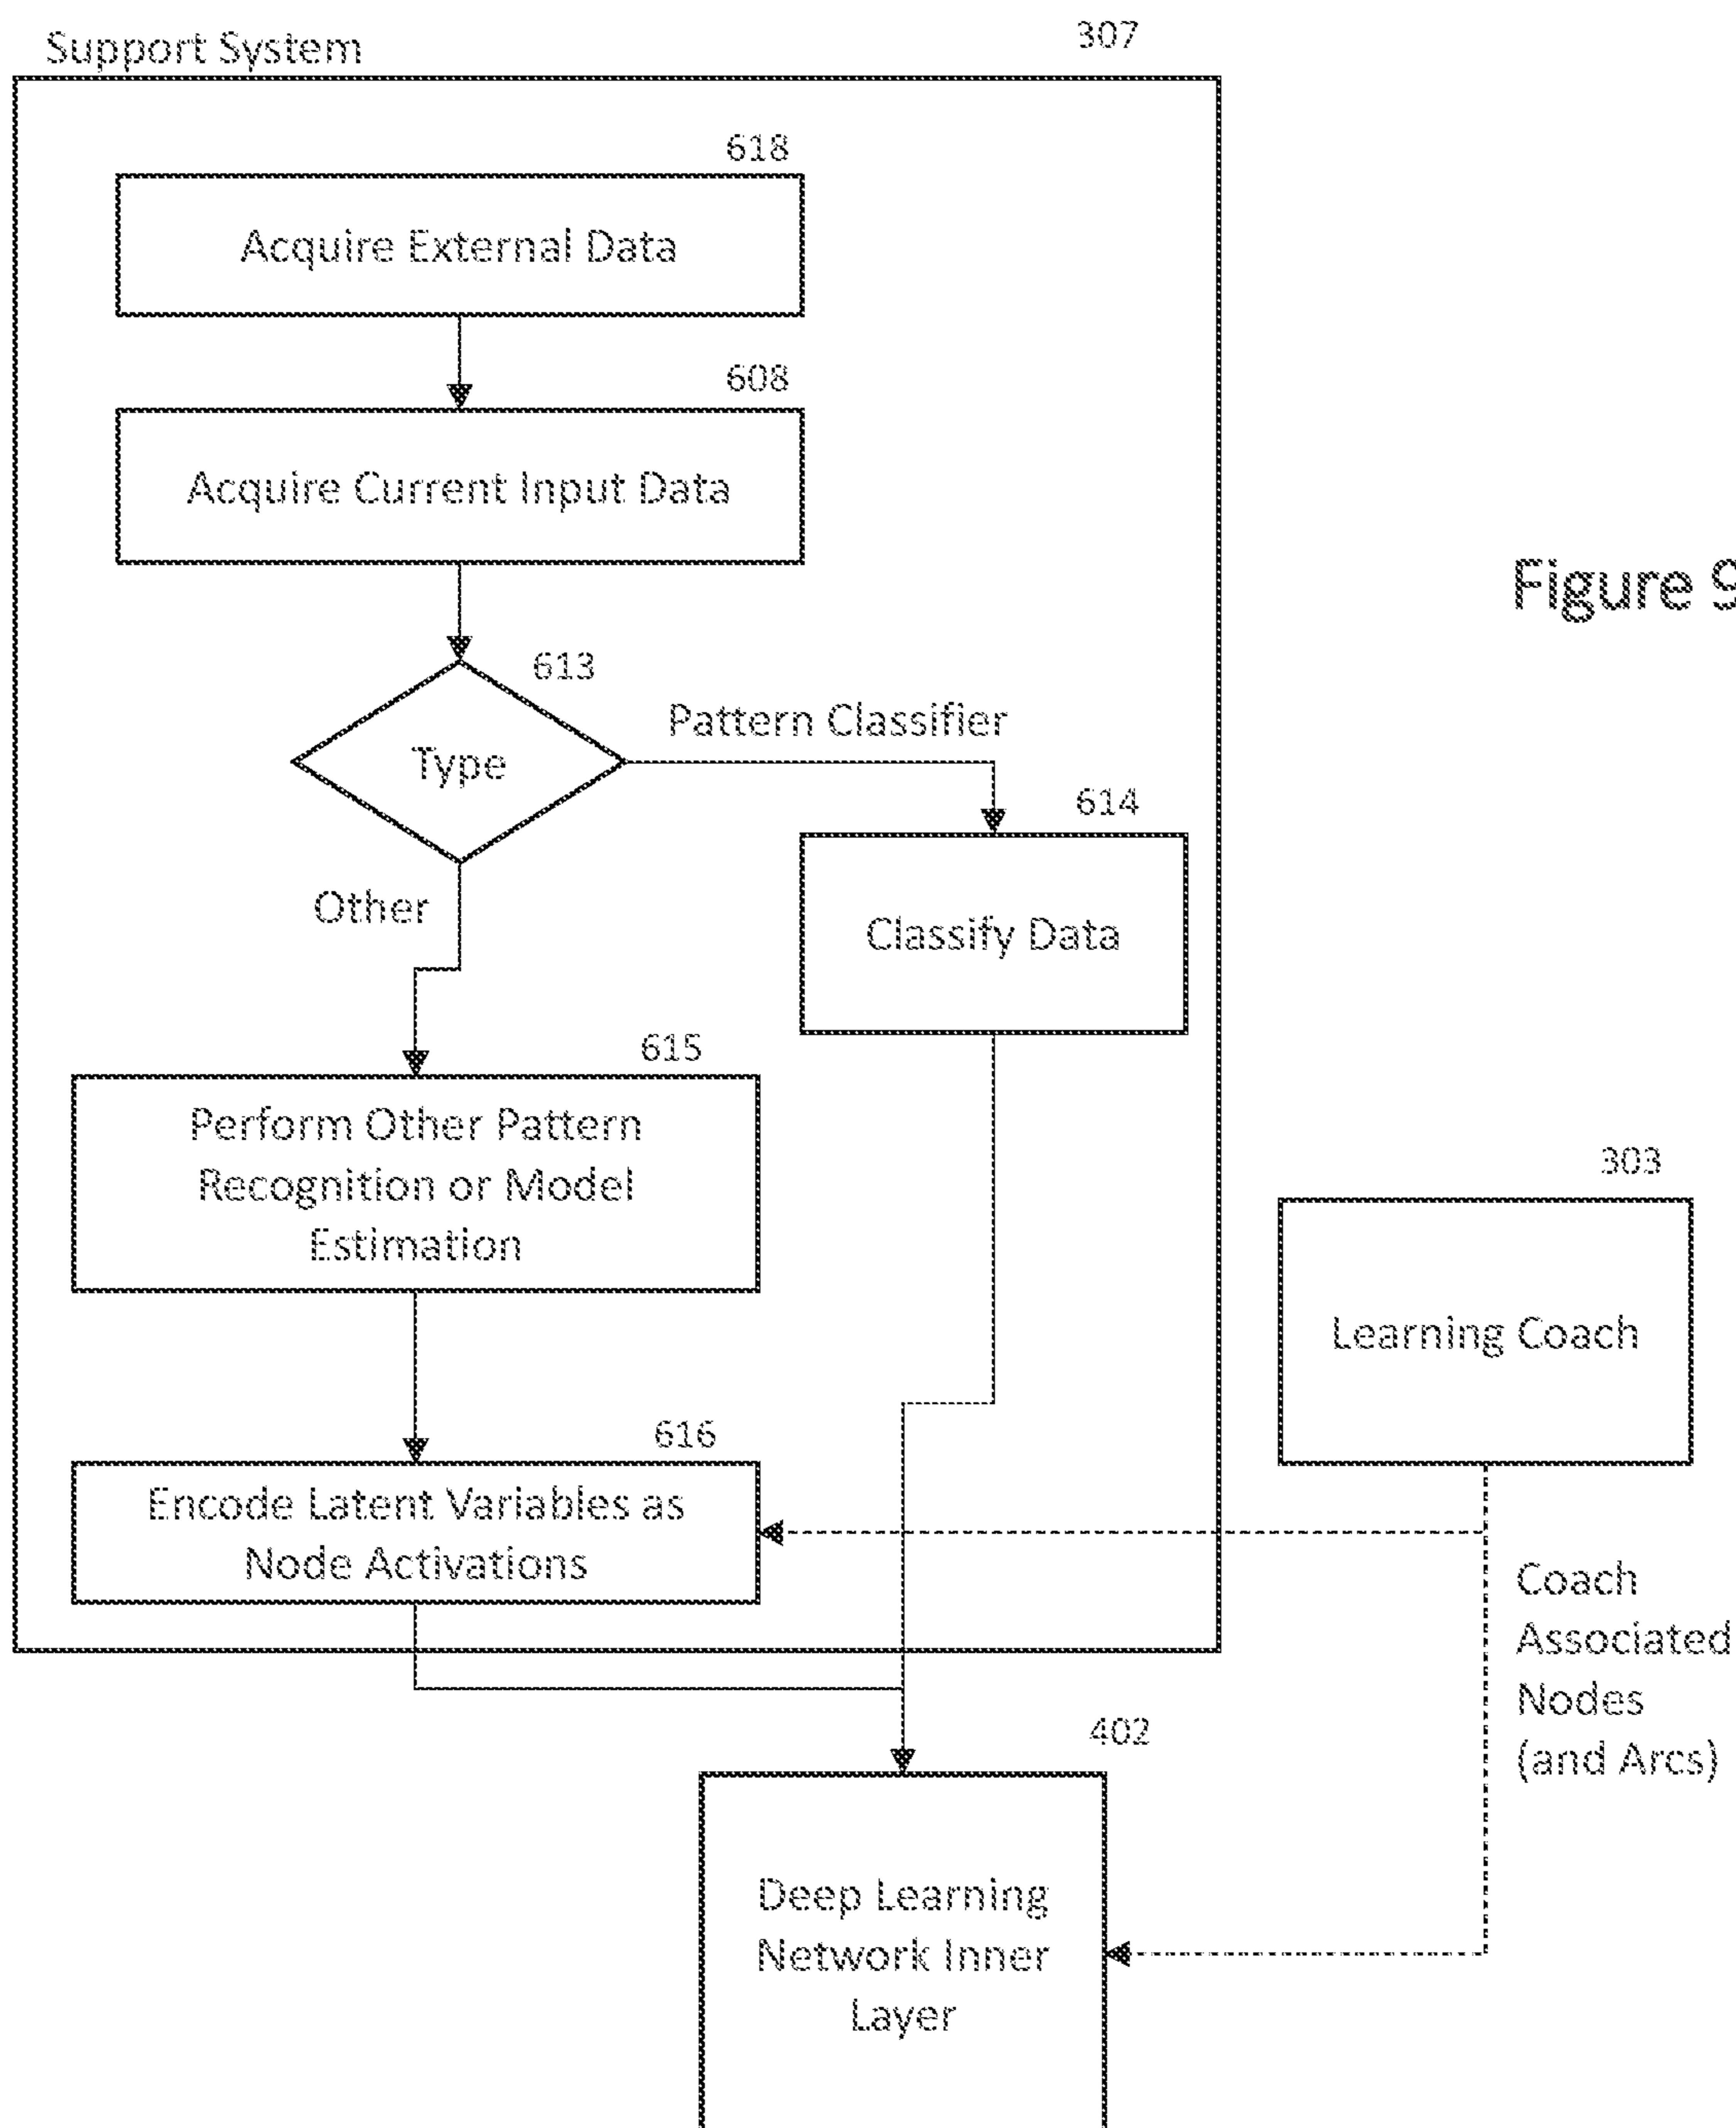 Support System
307
618
Acquire External Data
608
Acquire Current Input Data
Figure 9
613
Type
Pattern Classifier
614
Classify Data
Other
615
Perform Other Pattern
Recognition or Model
Estimation
303
Learning Coach
616
Encode Latent Variables as
Node Activations
Coach
Associated
Nodes
(and Arcs)
402
Deep Learning
Network Inner
Layer